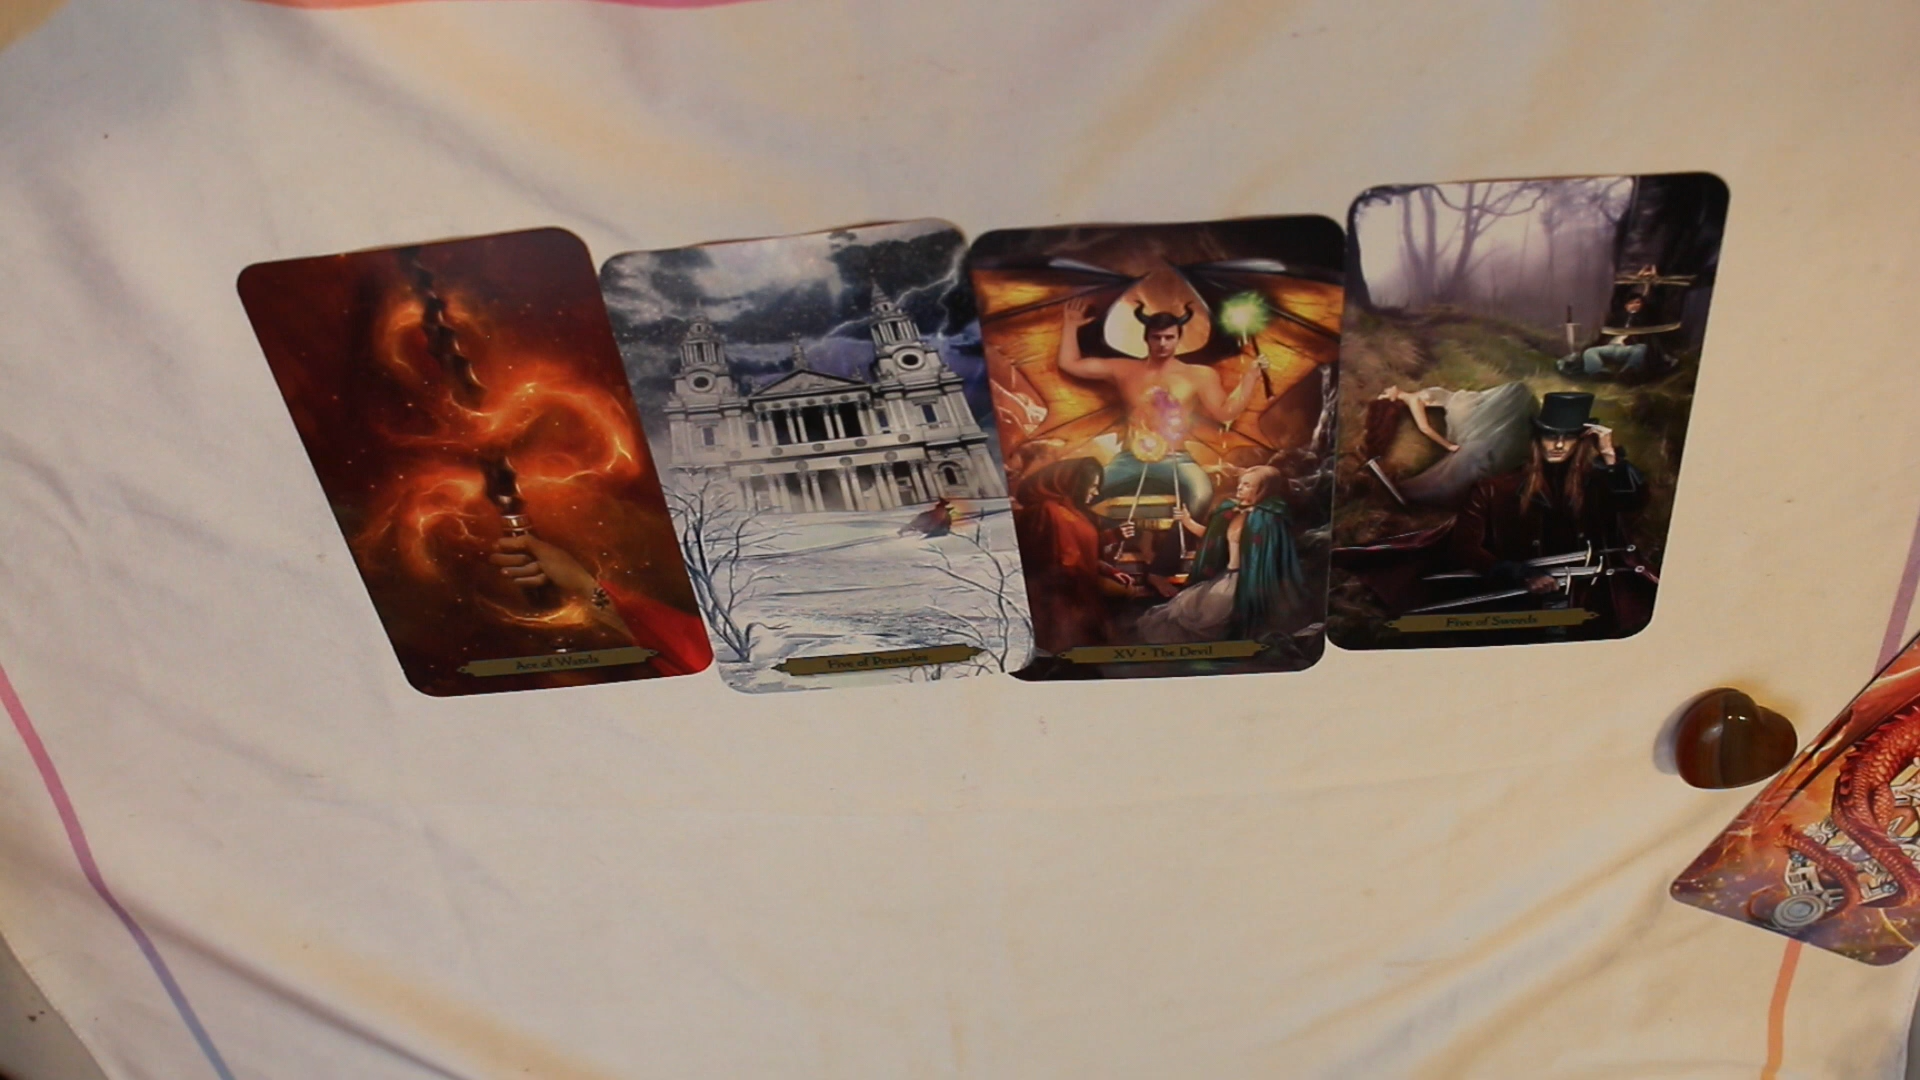 Ace of Wands
Five of Pentacles
XV • The Devil
Five of Swords